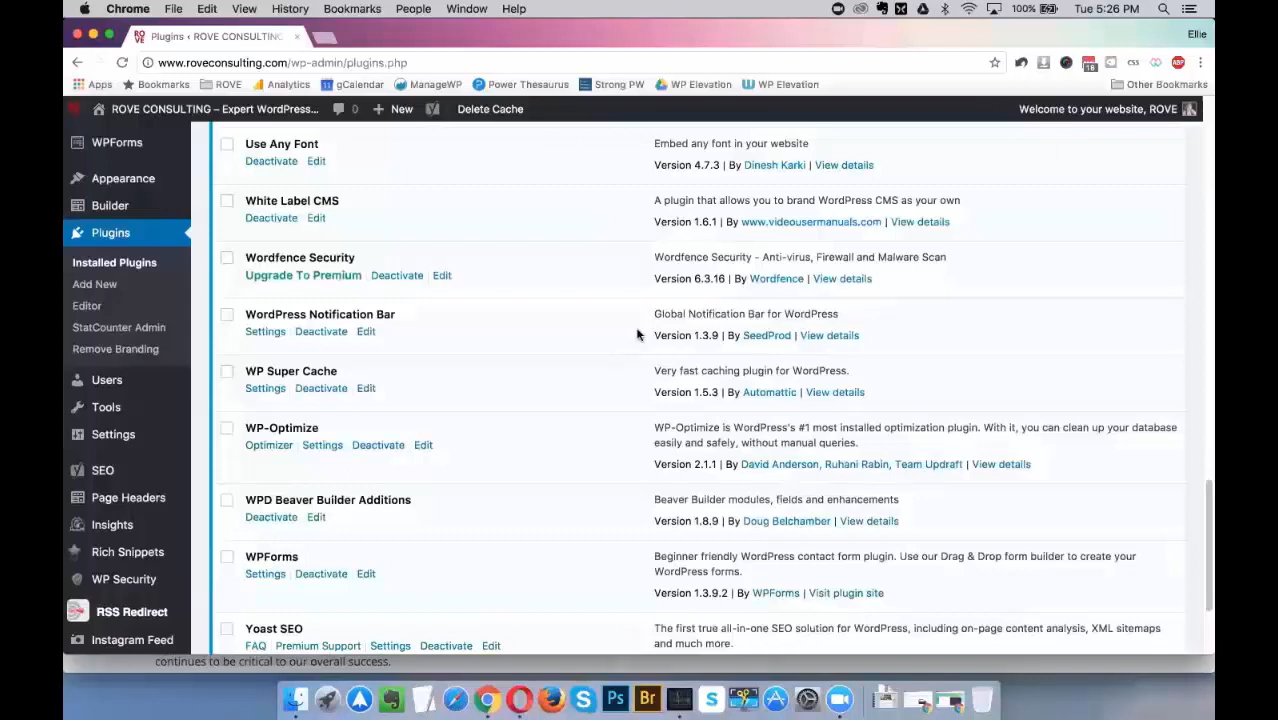 Chrome File Edit View History Bookmarks People Window Help 100% Tue 5:26 PM
Plugins ‹ ROVE CONSULTING Ellie
www.roveconsulting.com/wp-admin/plugins.php
Apps Bookmarks ROVE Analytics gCalendar ManageWP Power Thesaurus Strong PW WP Elevation WP Elevation Other Bookmarks
ROVE CONSULTING – Expert WordPress... 0 New Delete Cache Welcome to your website, ROVE
WPForms
Appearance
Builder
Plugins
Installed Plugins
Add New
Editor
StatCounter Admin
Remove Branding
Users
Tools
Settings
SEO
Page Headers
Insights
Rich Snippets
WP Security
RSS Redirect
Instagram Feed
Use Any Font
Deactivate | Edit
Embed any font in your website
Version 4.7.3 | By Dinesh Karki | View details
White Label CMS
Deactivate | Edit
A plugin that allows you to brand WordPress CMS as your own
Version 1.6.1 | By www.videousermanuals.com | View details
Wordfence Security
Upgrade To Premium | Deactivate | Edit
Wordfence Security - Anti-virus, Firewall and Malware Scan
Version 6.3.16 | By Wordfence | View details
WordPress Notification Bar
Settings | Deactivate | Edit
Global Notification Bar for WordPress
Version 1.3.9 | By SeedProd | View details
WP Super Cache
Settings | Deactivate | Edit
Very fast caching plugin for WordPress.
Version 1.5.3 | By Automattic | View details
WP-Optimize
Optimizer | Settings | Deactivate | Edit
WP-Optimize is WordPress's #1 most installed optimization plugin. With it, you can clean up your database
easily and safely, without manual queries.
Version 2.1.1 | By David Anderson, Ruhani Rabin, Team Updraft | View details
WPD Beaver Builder Additions
Deactivate | Edit
Beaver Builder modules, fields and enhancements
Version 1.8.9 | By Doug Belchamber | View details
WPForms
Settings | Deactivate | Edit
Beginner friendly WordPress contact form plugin. Use our Drag & Drop form builder to create your
WordPress forms.
Version 1.3.9.2 | By WPForms | Visit plugin site
Yoast SEO
FAQ | Premium Support | Settings | Deactivate | Edit
The first true all-in-one SEO solution for WordPress, including on-page content analysis, XML sitemaps
and much more.
continues to be critical to our overall success.
Ps Br